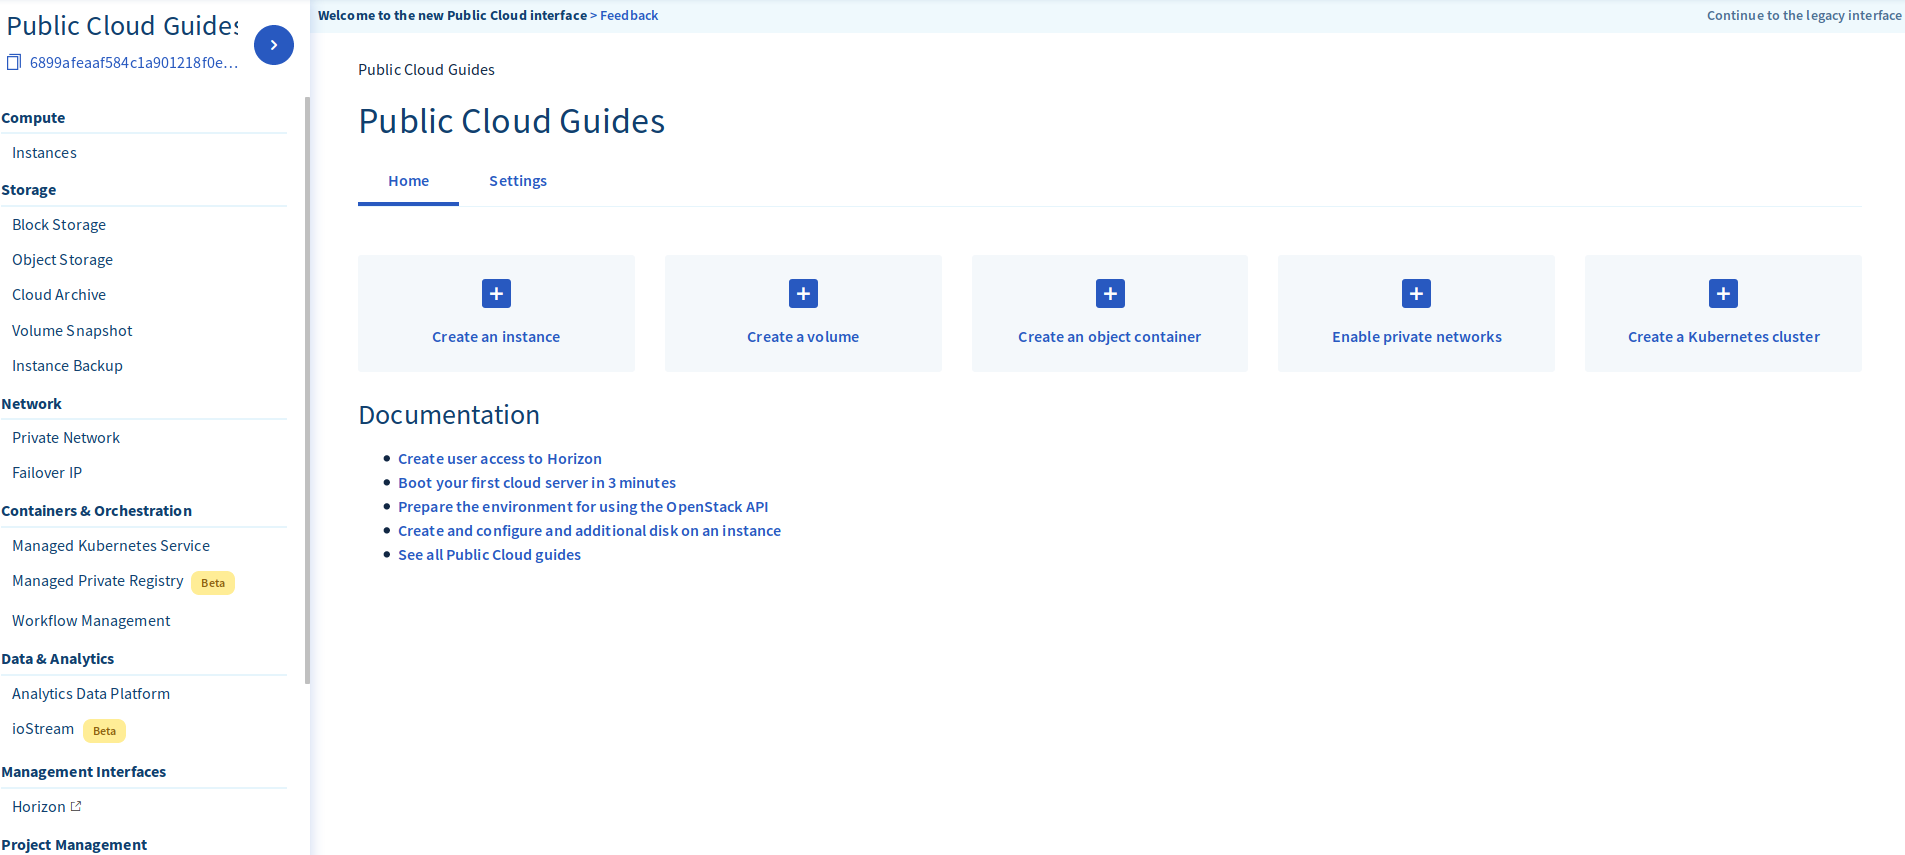 Public Cloud Guides
6899afeaaf584c1a901218f0e...
Compute
Instances
Storage
Block Storage
Object Storage
Cloud Archive
Volume Snapshot
Instance Backup
Network
Private Network
Failover IP
Containers & Orchestration
Managed Kubernetes Service
Managed Private Registry Beta
Workflow Management
Data & Analytics
Analytics Data Platform
ioStream Beta
Management Interfaces
Horizon
Project Management
Welcome to the new Public Cloud interface > Feedback
Continue to the legacy interface
Public Cloud Guides
Public Cloud Guides
Home Settings
Create an instance
Create a volume
Create an object container
Enable private networks
Create a Kubernetes cluster
Documentation
Create user access to Horizon
Boot your first cloud server in 3 minutes
Prepare the environment for using the OpenStack API
Create and configure and additional disk on an instance
See all Public Cloud guides